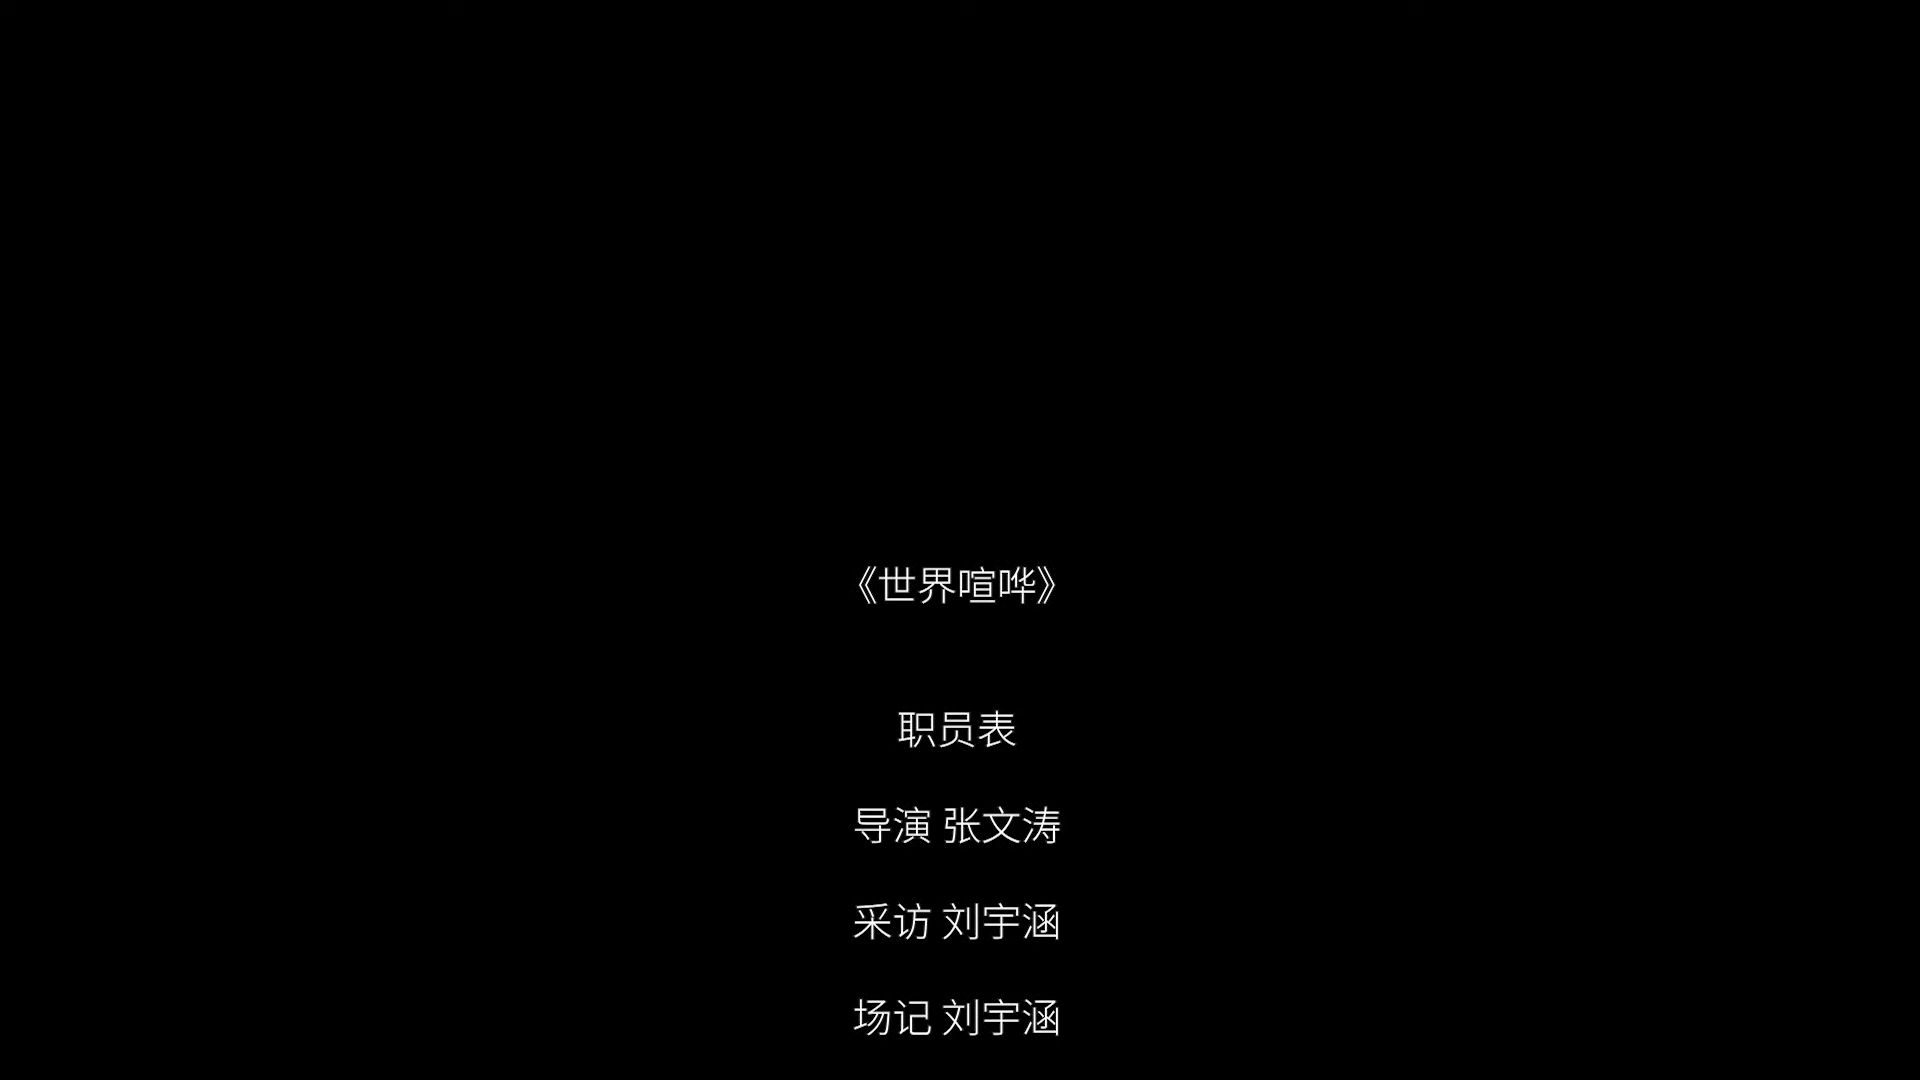 《世界喧哗》
职员表
导演 张文涛
采访 刘宇涵
场记 刘宇涵